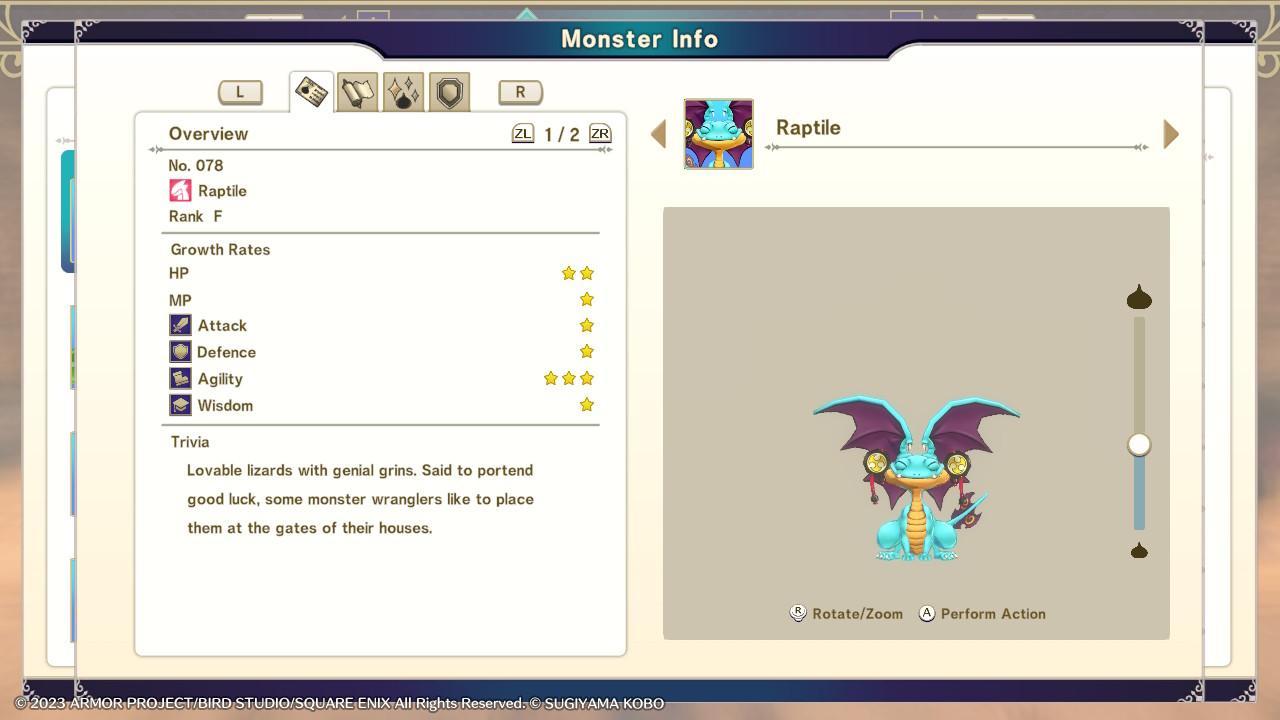 Monster Info
L
R
Overview
ZL 1 / 2 ZR
No. 078
Raptile
Rank F
Growth Rates
HP
MP
Attack
Defence
Agility
Wisdom
Trivia
Lovable lizards with genial grins. Said to portend
good luck, some monster wranglers like to place
them at the gates of their houses.
Raptile
R Rotate/Zoom A Perform Action
© 2023 ARMOR PROJECT/BIRD STUDIO/SQUARE ENIX All Rights Reserved. © SUGIYAMA KOBO